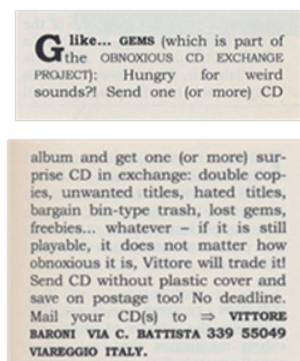 G like... GEMS (which is part of
the OBNOXIOUS CD EXCHANGE
PROJECT): Hungry for weird
sounds?! Send one (or more) CD
album and get one (or more) sur-
prise CD in exchange: double cop-
ies, unwanted titles, hated titles,
bargain bin-type trash, lost gems,
freebies... whatever – if it is still
playable, it does not matter how
obnoxious it is, Vittore will trade it!
Send CD without plastic cover and
save on postage too! No deadline.
Mail your CD(s) to ⇒ VITTORE
BARONI VIA C. BATTISTA 339 55049
VIAREGGIO ITALY.